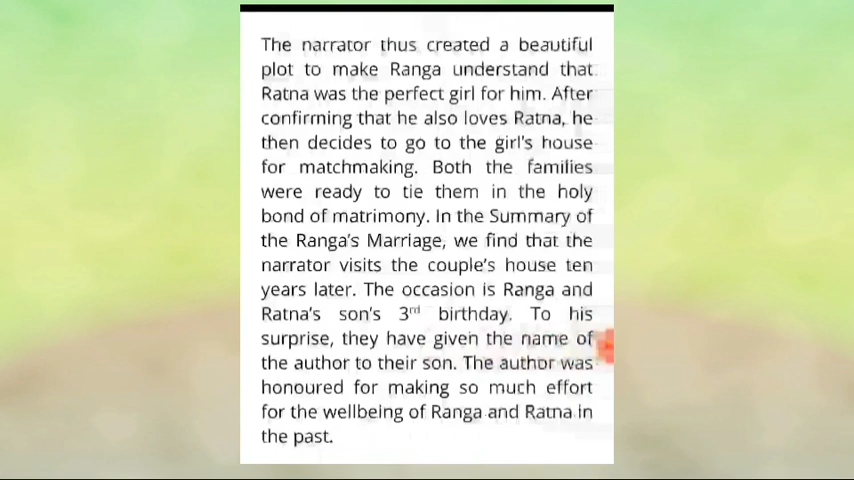 The narrator thus created a beautiful
plot to make Ranga understand that
Ratna was the perfect girl for him. After
confirming that he also loves Ratna, he
then decides to go to the girl's house
for matchmaking. Both the families
were ready to tie them in the holy
bond of matrimony. In the Summary of
the Ranga's Marriage, we find that the
narrator visits the couple's house ten
years later. The occasion is Ranga and
Ratna's son's 3rd birthday. To his
surprise, they have given the name of
the author to their son. The author was
honoured for making so much effort
for the wellbeing of Ranga and Ratna in
the past.